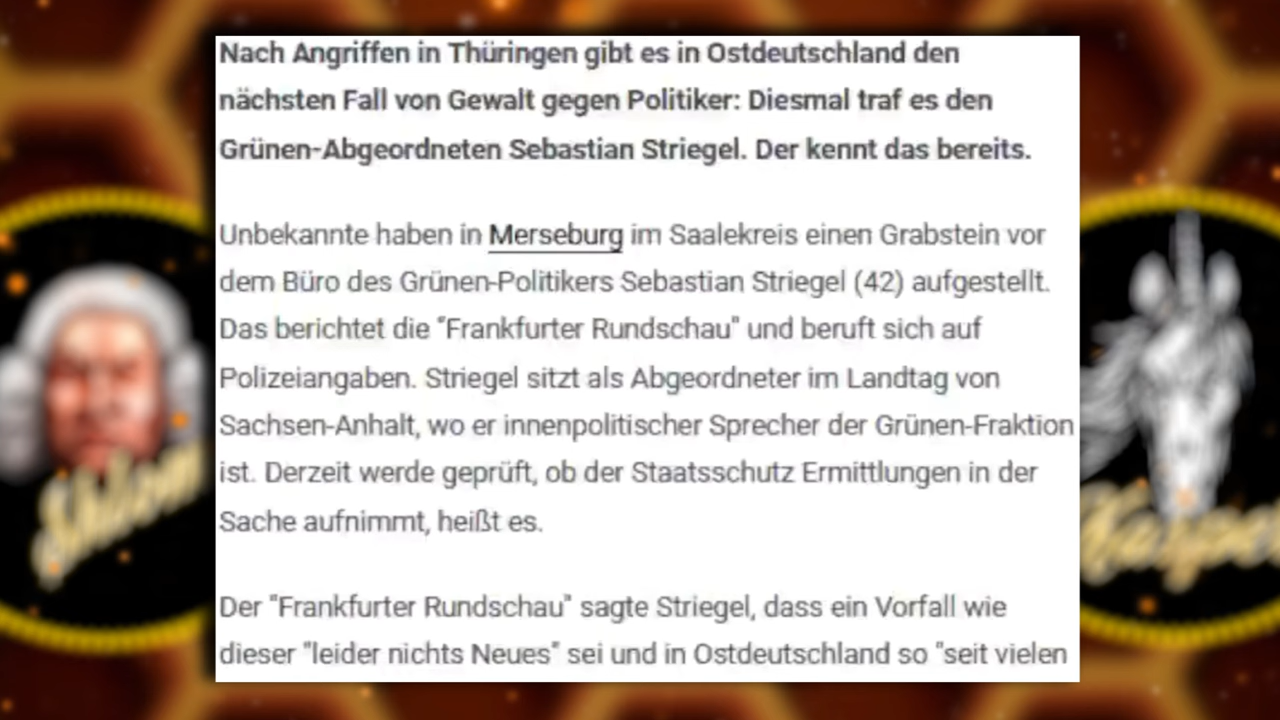 Nach Angriffen in Thüringen gibt es in Ostdeutschland den
nächsten Fall von Gewalt gegen Politiker: Diesmal traf es den
Grünen-Abgeordneten Sebastian Striegel. Der kennt das bereits.
Unbekannte haben in Merseburg im Saalekreis einen Grabstein vor
dem Büro des Grünen-Politikers Sebastian Striegel (42) aufgestellt.
Das berichtet die "Frankfurter Rundschau" und beruft sich auf
Polizeiangaben. Striegel sitzt als Abgeordneter im Landtag von
Sachsen-Anhalt, wo er innenpolitischer Sprecher der Grünen-Fraktion
ist. Derzeit werde geprüft, ob der Staatsschutz Ermittlungen in der
Sache aufnimmt, heißt es.
Der "Frankfurter Rundschau" sagte Striegel, dass ein Vorfall wie
dieser "leider nichts Neues" sei und in Ostdeutschland so "seit vielen